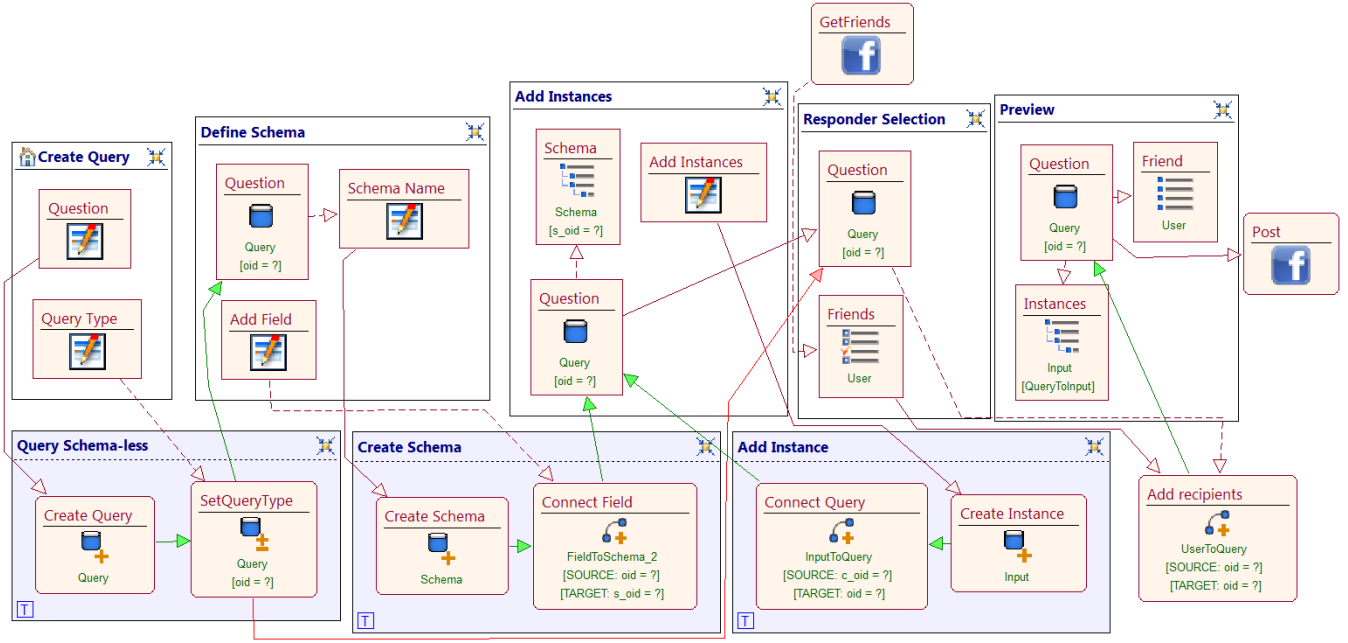 GetFriends
f
Create Query
Question
Query Type
Define Schema
Question
Query
[oid = ?]
Schema Name
Add Field
Add Instances
Schema
Schema
[s_oid = ?]
Add Instances
Question
Query
[oid = ?]
Responder Selection
Question
Query
[oid = ?]
Friends
User
Preview
Question
Query
[oid = ?]
Friend
User
Instances
Input
[QueryToInput]
Post
f
Query Schema-less
Create Query
Query
SetQueryType
Query
[oid = ?]
T
Create Schema
Create Schema
Schema
Connect Field
FieldToSchema_2
[SOURCE: oid = ?]
[TARGET: s_oid = ?]
T
Add Instance
Connect Query
InputToQuery
[SOURCE: c_oid = ?]
[TARGET: oid = ?]
Create Instance
Input
T
Add recipients
UserToQuery
[SOURCE: oid = ?]
[TARGET: oid = ?]